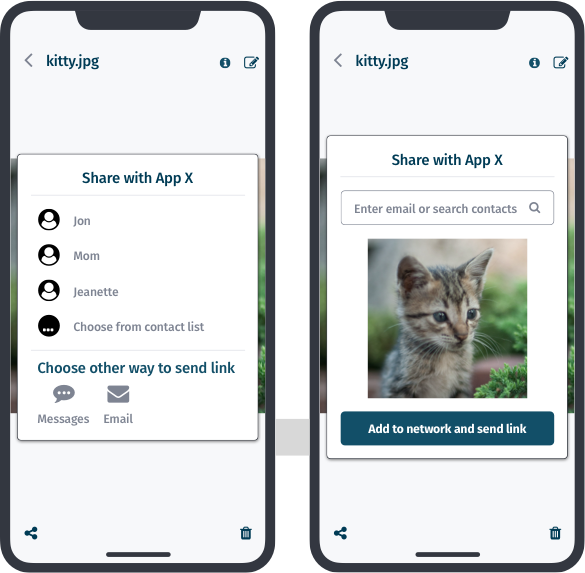 kitty.jpg
Share with App X
Jon
Mom
Jeanette
Choose from contact list
Choose other way to send link
Messages Email
kitty.jpg
Share with App X
Enter email or search contacts
Add to network and send link